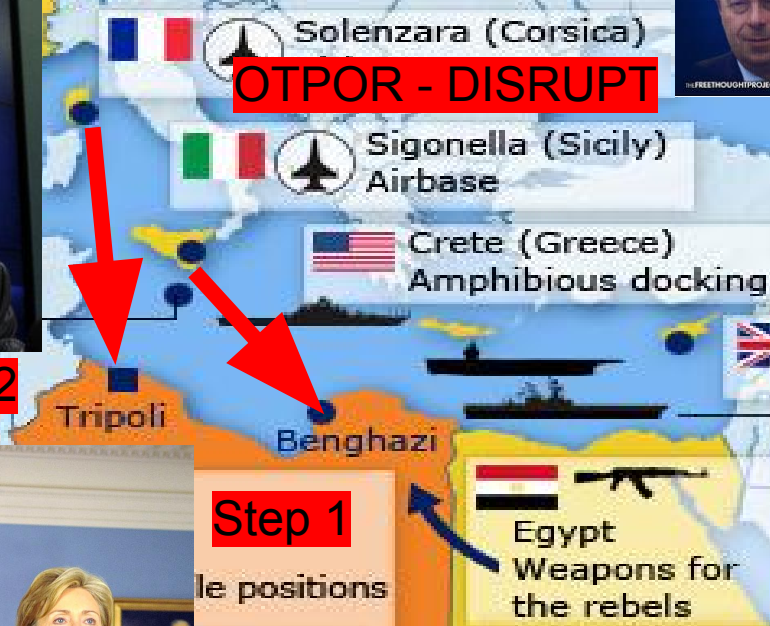 Solenzara (Corsica)
OTPOR - DISRUPT
THEFREETHOUGHTPROJE
Sigonella (Sicily)
Airbase
Crete (Greece)
Amphibious docking
2
Tripoli
Benghazi
Step 1
le positions
Egypt
Weapons for
the rebels